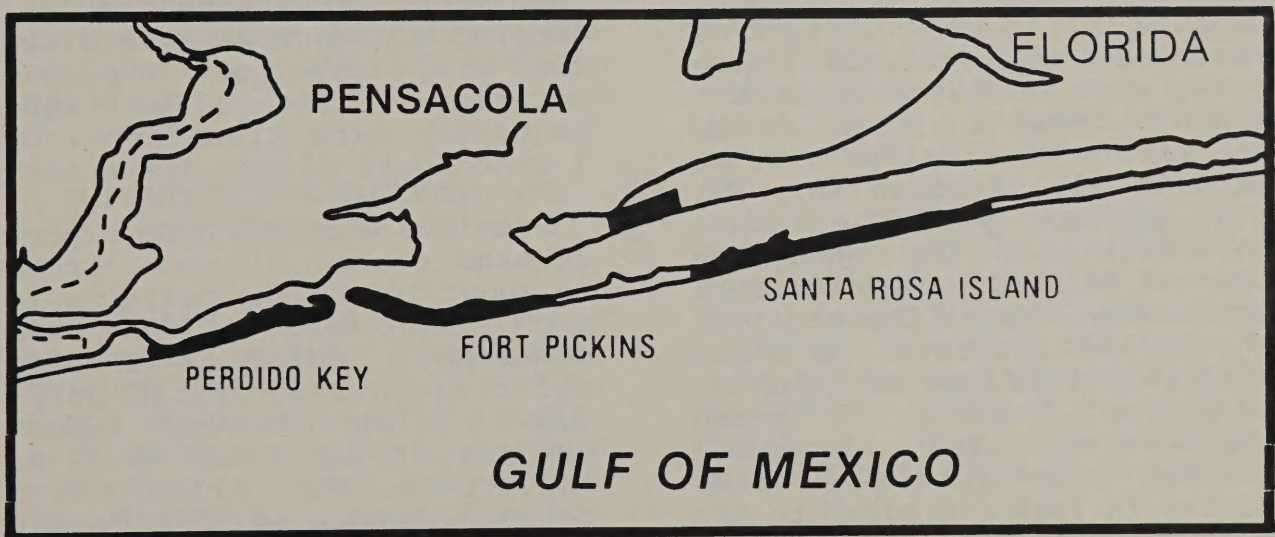 FLORIDA
PENSACOLA
SANTA ROSA ISLAND
FORT PICKINS
PERDIDO KEY
GULF OF MEXICO